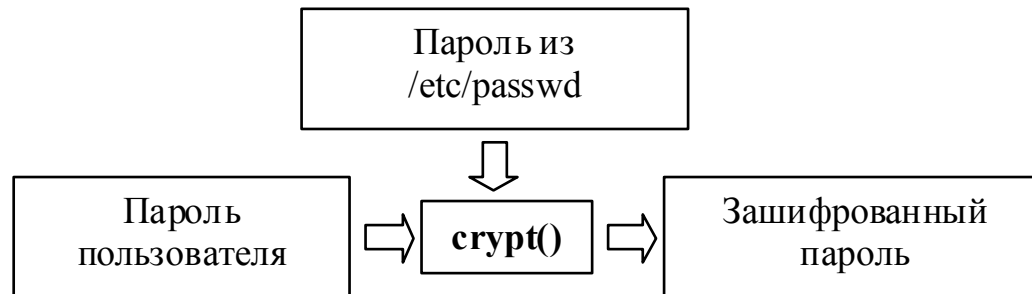 Пароль из
/etc/passwd
Пароль
пользователя
crypt()
Зашифрованный
пароль